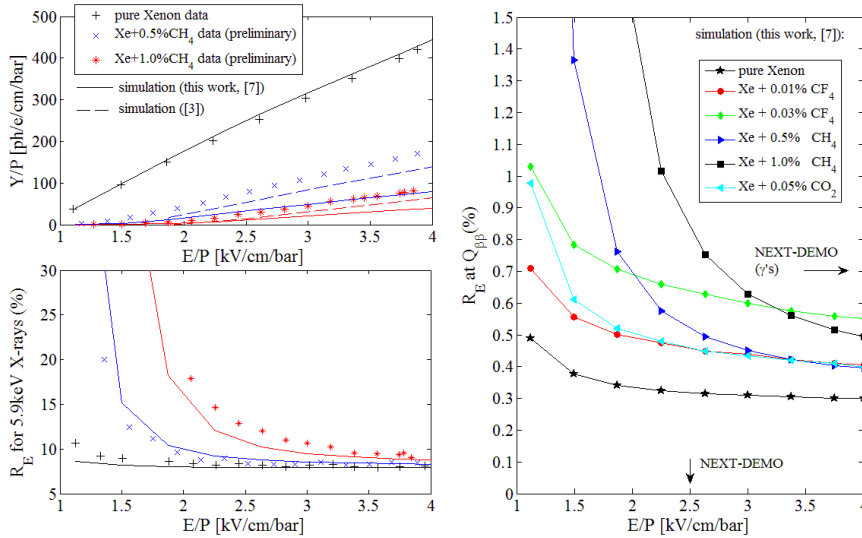 500
400
300
200
100
0
Y/P [ph/e/cm/bar]
pure Xenon data
Xe+0.5%CH4 data (preliminary)
Xe+1.0%CH4 data (preliminary)
simulation (this work, [7])
simulation ([3])
1 1.5 2 2.5 3 3.5 4
E/P [kV/cm/bar]
30
25
20
15
10
5
RE for 5.9keV X-rays (%)
1 1.5 2 2.5 3 3.5 4
E/P [kV/cm/bar]
1.5
1.4
1.3
1.2
1.1
1
0.9
0.8
0.7
0.6
0.5
0.4
0.3
0.2
0.1
0
RE at Qββ(%)
simulation (this work, [7]):
pure Xenon
Xe + 0.01% CF4
Xe + 0.03% CF4
Xe + 0.5% CH4
Xe + 1.0% CH4
Xe + 0.05% CO2
NEXT-DEMO
(γ's)
NEXT-DEMO
1 1.5 2 2.5 3 3.5 4
E/P [kV/cm/bar]